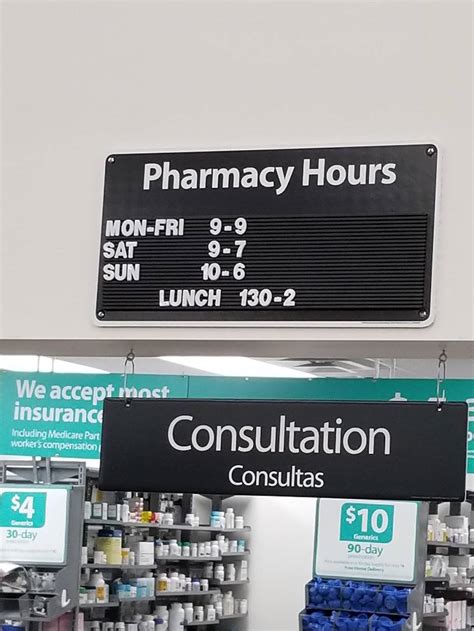 Pharmacy Hours
MON-FRI 9-9
SAT 9-7
SUN 10-6
LUNCH 130-2
We accept most
insurance
Including Medicare Part
worker's compensation
Consultation
Consultas
$4
Generics
30-day
$10
Generics
90-day